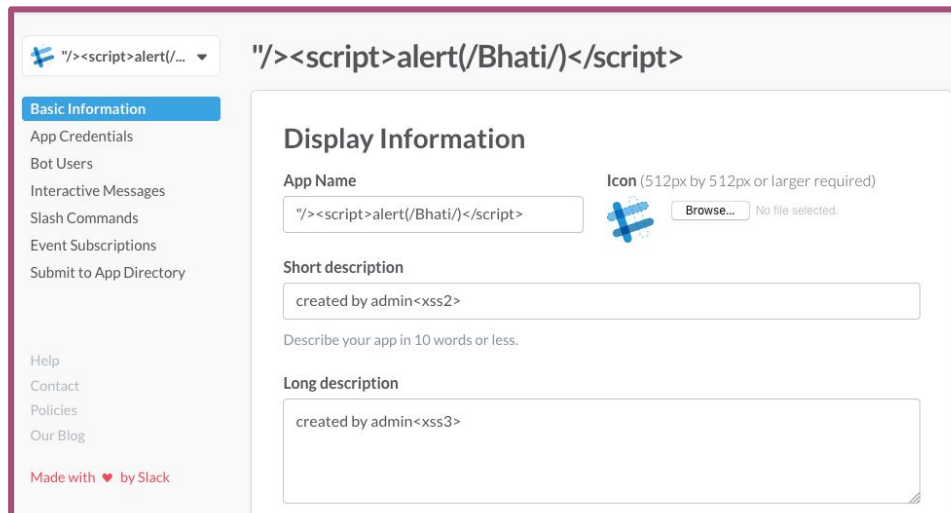 "/><script>alert(/...
"/><script>alert(/Bhati/)</script>
Basic Information
App Credentials
Bot Users
Interactive Messages
Slash Commands
Event Subscriptions
Submit to App Directory
Help
Contact
Policies
Our Blog
Made with ♥ by Slack
Display Information
App Name
"/><script>alert(/Bhati/)</script>
Icon (512px by 512px or larger required)
Browse... No file selected.
Short description
created by admin<xss2>
Describe your app in 10 words or less.
Long description
created by admin<xss3>